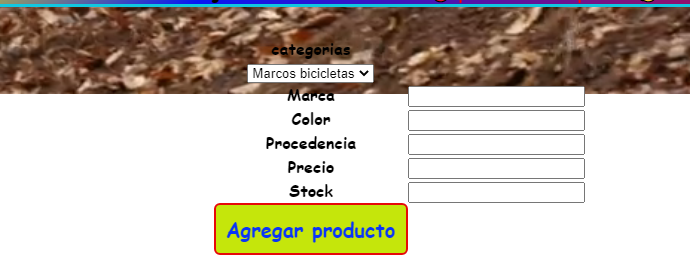 categorias
Marcos bicicletas
Marca
Color
Procedencia
Precio
Stock
Agregar producto